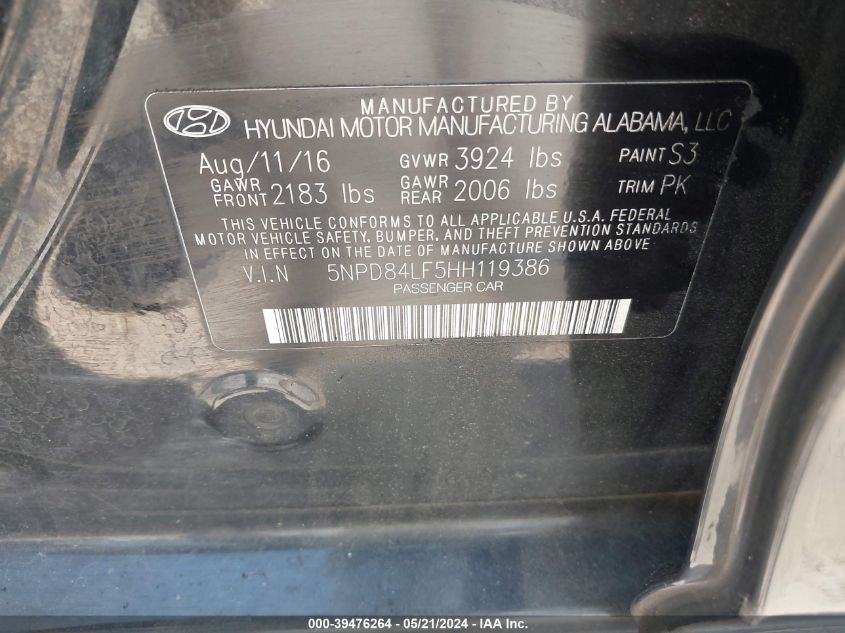 MANUFACTURED BY
HYUNDAI MOTOR MANUFACTURING ALABAMA, LLC
Aug/11/16 GVWR 3924 lbs PAINT S3
GAWR FRONT 2183 lbs GAWR REAR 2006 lbs TRIM PK
THIS VEHICLE CONFORMS TO ALL APPLICABLE U.S.A. FEDERAL
MOTOR VEHICLE SAFETY, BUMPER, AND THEFT PREVENTION STANDARDS
IN EFFECT ON THE DATE OF MANUFACTURE SHOWN ABOVE
V.I.N 5NPD84LF5HH119386
PASSENGER CAR
000-39476264 - 05/21/2024 - IAA Inc.